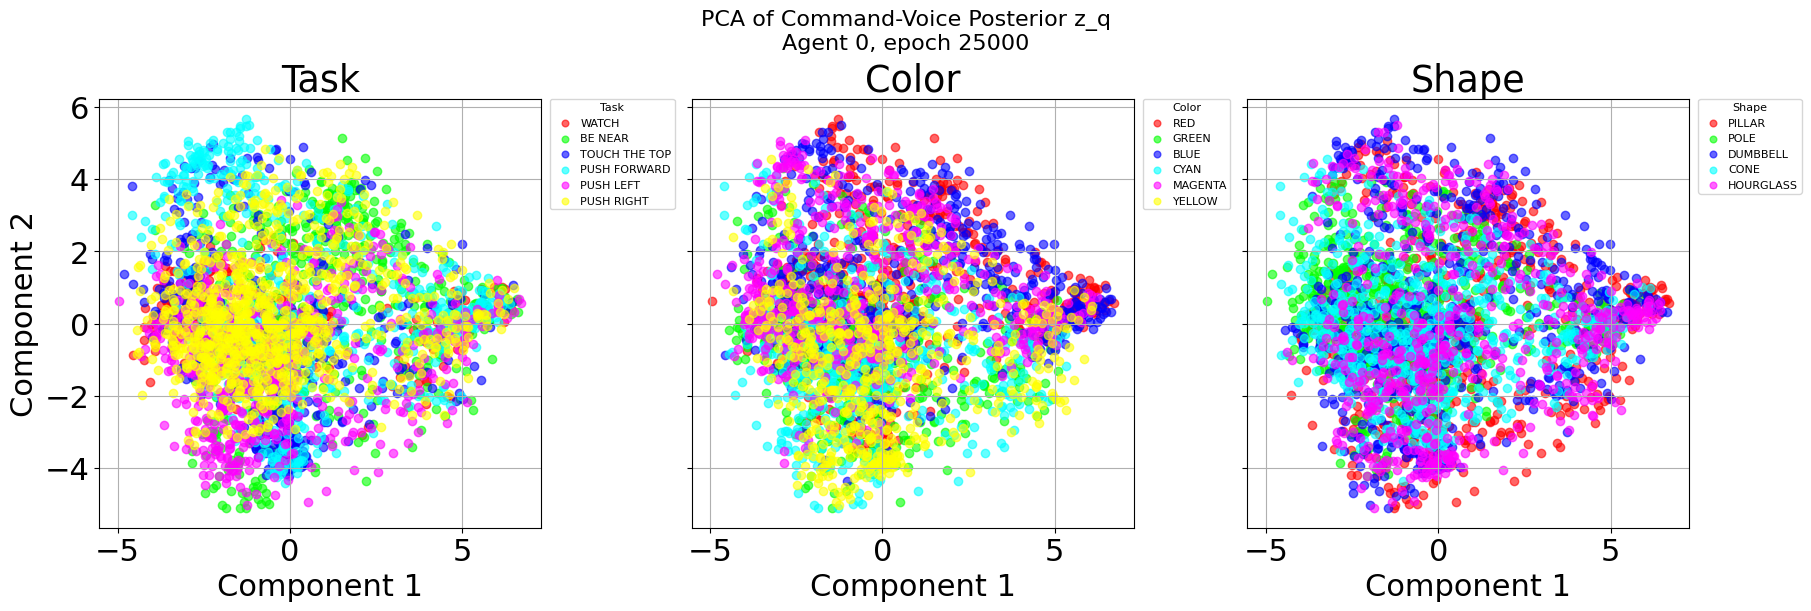 PCA of Command-Voice Posterior z_q
Agent 0, epoch 25000
Task
Color
Shape
Component 2
6
4
2
0
−2
−4
−5
0
5
Component 1
Task
WATCH
BE NEAR
TOUCH THE TOP
PUSH FORWARD
PUSH LEFT
PUSH RIGHT
−5
0
5
Component 1
Color
RED
GREEN
BLUE
CYAN
MAGENTA
YELLOW
−5
0
5
Component 1
Shape
PILLAR
POLE
DUMBBELL
CONE
HOURGLASS